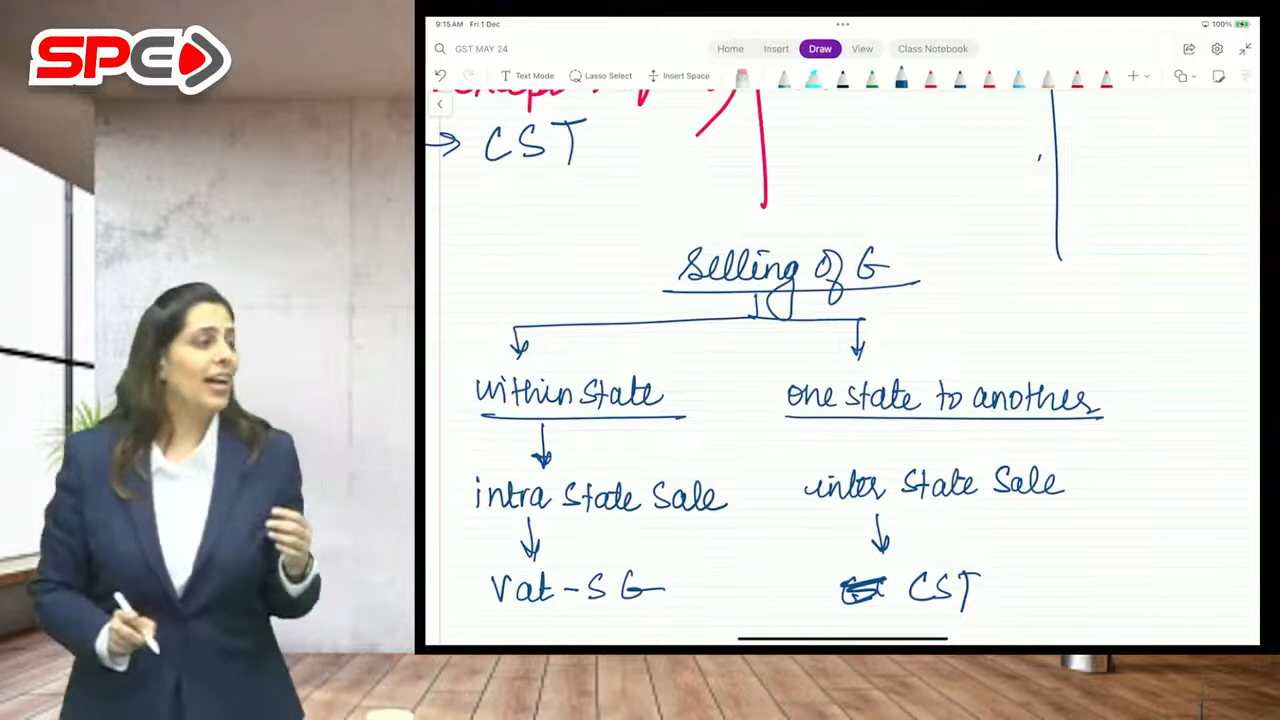 SPED
9:15 AM Fri 1 Dec
100%
GST MAY 24
Home Insert Draw View Class Notebook
Text Mode Lasso Select Insert Space
CST
Selling of G
within State
One State to another
intra State Sale
inter State Sale
Vat - S G
CST